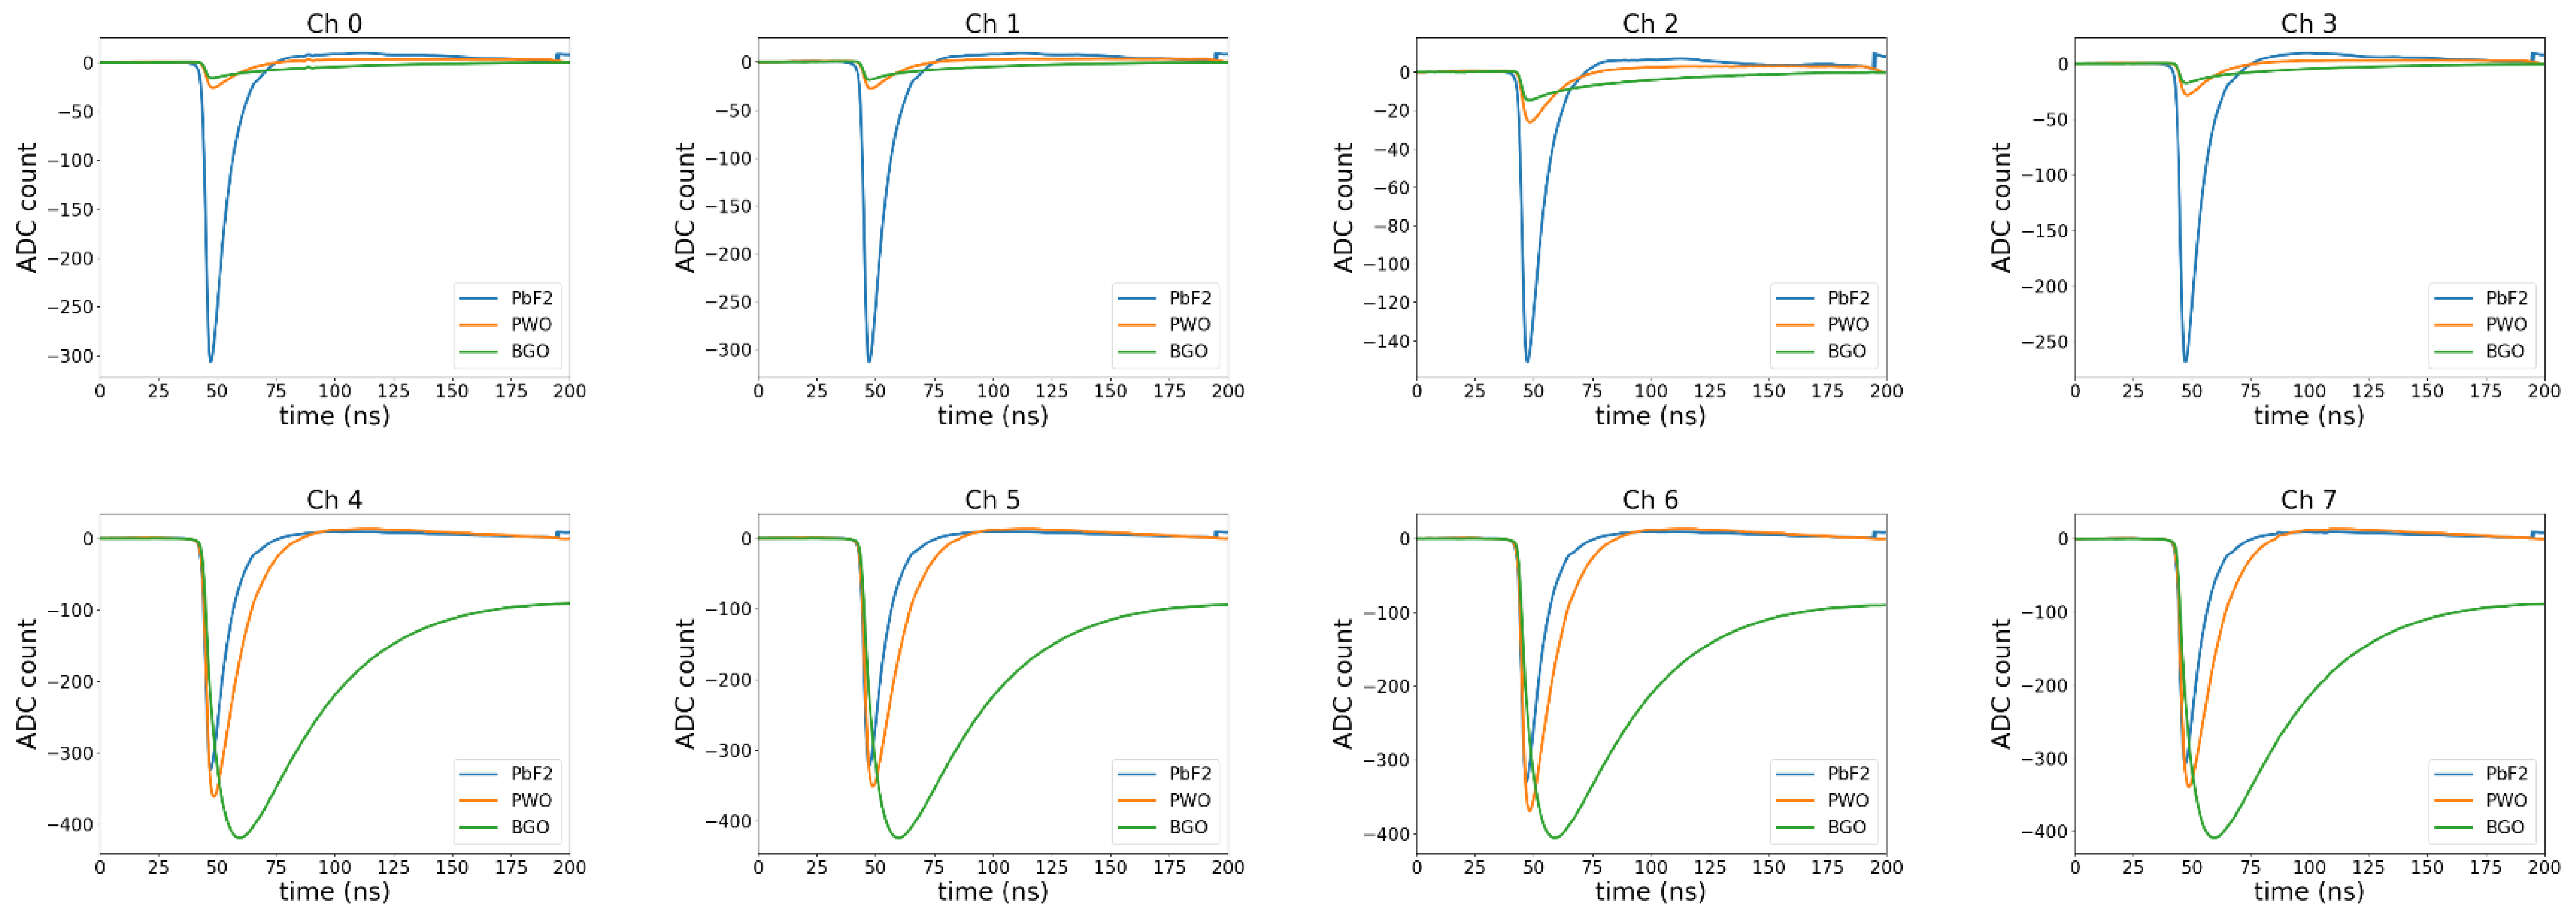 Ch 0
ADC count
0
−50
−100
−150
−200
−250
−300
PbF2
PWO
BGO
0 25 50 75 100 125 150 175 200
time (ns)
Ch 1
ADC count
0
−50
−100
−150
−200
−250
−300
PbF2
PWO
BGO
0 25 50 75 100 125 150 175 200
time (ns)
Ch 2
ADC count
0
−20
−40
−60
−80
−100
−120
−140
PbF2
PWO
BGO
0 25 50 75 100 125 150 175 200
time (ns)
Ch 3
ADC count
0
−50
−100
−150
−200
−250
PbF2
PWO
BGO
0 25 50 75 100 125 150 175 200
time (ns)
Ch 4
ADC count
0
−100
−200
−300
−400
PbF2
PWO
BGO
0 25 50 75 100 125 150 175 200
time (ns)
Ch 5
ADC count
0
−100
−200
−300
−400
PbF2
PWO
BGO
0 25 50 75 100 125 150 175 200
time (ns)
Ch 6
ADC count
0
−100
−200
−300
−400
PbF2
PWO
BGO
0 25 50 75 100 125 150 175 200
time (ns)
Ch 7
ADC count
0
−100
−200
−300
−400
PbF2
PWO
BGO
0 25 50 75 100 125 150 175 200
time (ns)